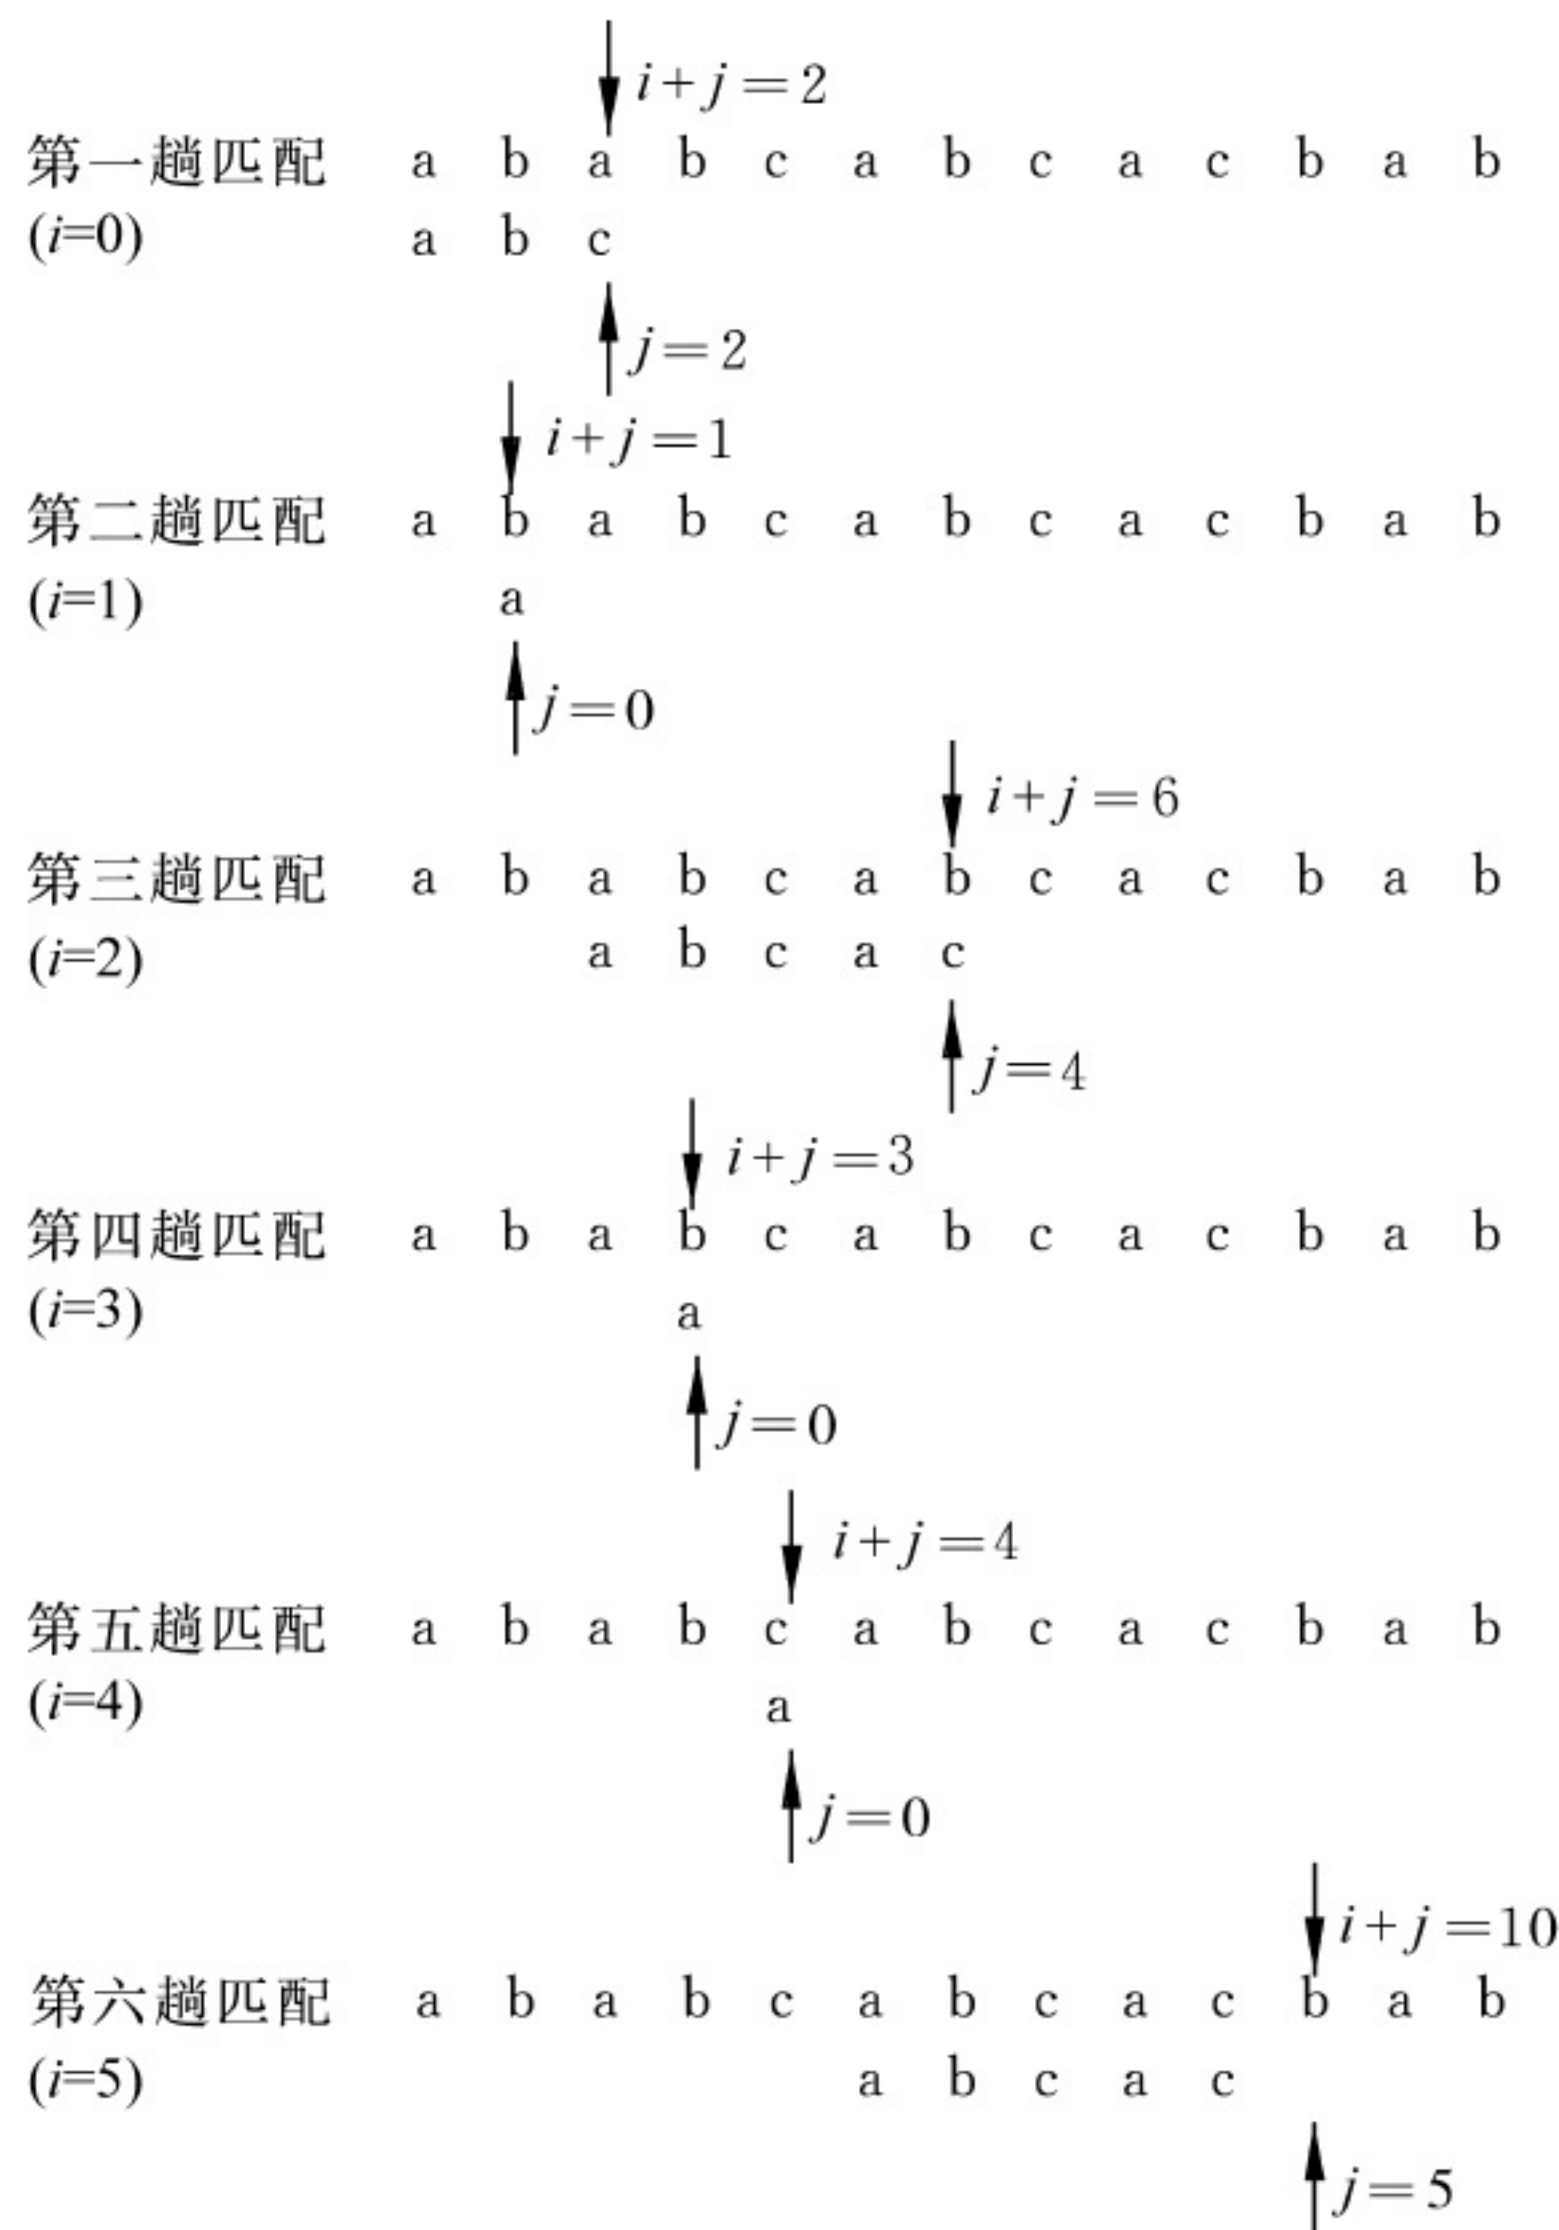 i+j=2
第一趟匹配 a b a b c a b c a c b a b
(i=0) a b c
j=2
i+j=1
第二趟匹配 a b a b c a b c a c b a b
(i=1) a
j=0
i+j=6
第三趟匹配 a b a b c a b c a c b a b
(i=2) a b c a c
j=4
i+j=3
第四趟匹配 a b a b c a b c a c b a b
(i=3) a
j=0
i+j=4
第五趟匹配 a b a b c a b c a c b a b
(i=4) a
j=0
i+j=10
第六趟匹配 a b a b c a b c a c b a b
(i=5) a b c a c
j=5